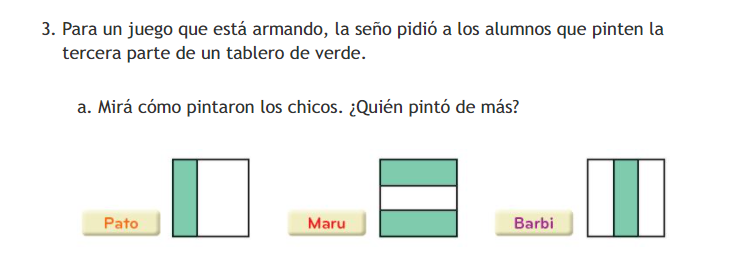 3. Para un juego que está armando, la seño pidió a los alumnos que pinten la
tercera parte de un tablero de verde.
a. Mirá cómo pintaron los chicos. ¿Quién pintó de más?
Pato
Maru
Barbi